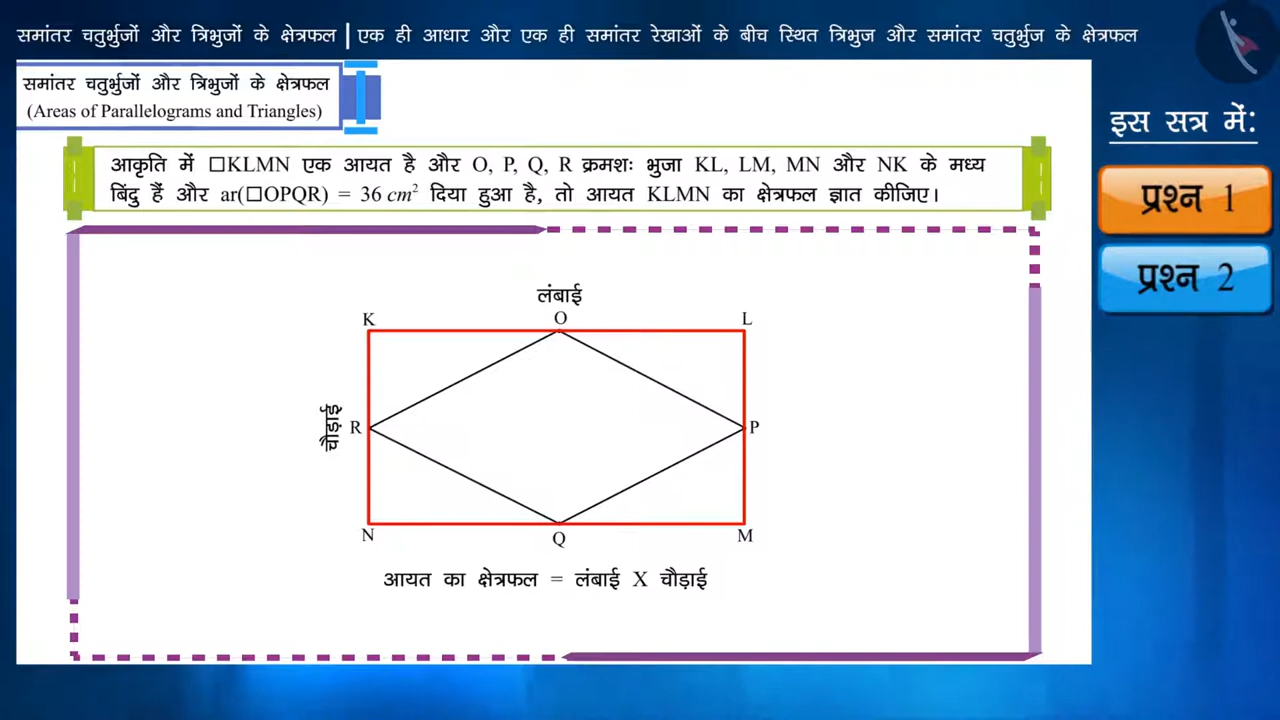 समांतर चतुर्भुजों और त्रिभुजों के क्षेत्रफल | एक ही आधार और एक ही समांतर रेखाओं के बीच स्थित त्रिभुज और समांतर चतुर्भुज के क्षेत्रफल
समांतर चतुर्भुजों और त्रिभुजों के क्षेत्रफल
(Areas of Parallelograms and Triangles)
इस सत्र में:
प्रश्न 1
प्रश्न 2
आकृति में □KLMN एक आयत है और O, P, Q, R क्रमशः भुजा KL, LM, MN और NK के मध्य
बिंदु हैं और ar(□OPQR) = 36 cm² दिया हुआ है, तो आयत KLMN का क्षेत्रफल ज्ञात कीजिए।
लंबाई
K O L
चौड़ाई
R P
N Q M
आयत का क्षेत्रफल = लंबाई X चौड़ाई